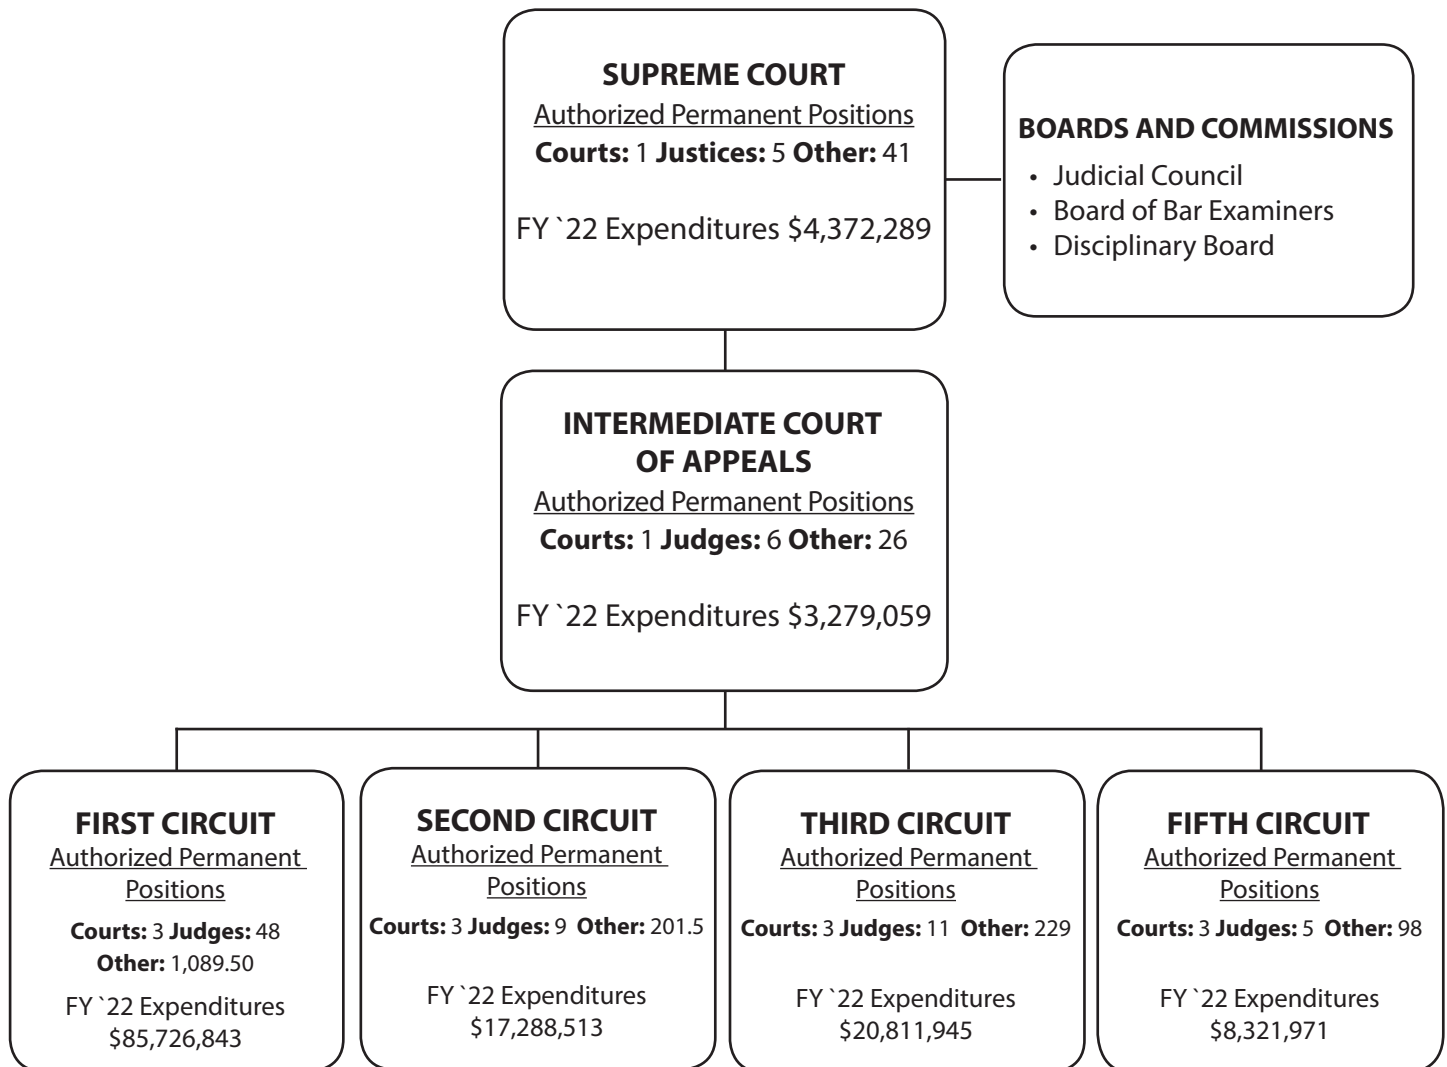 SUPREME COURT
Authorized Permanent Positions
Courts: 1 Justices: 5 Other: 41
FY `22 Expenditures $4,372,289
BOARDS AND COMMISSIONS
• Judicial Council
• Board of Bar Examiners
• Disciplinary Board
INTERMEDIATE COURT
OF APPEALS
Authorized Permanent Positions
Courts: 1 Judges: 6 Other: 26
FY `22 Expenditures $3,279,059
FIRST CIRCUIT
Authorized Permanent
Positions
Courts: 3 Judges: 48
Other: 1,089.50
FY `22 Expenditures
$85,726,843
SECOND CIRCUIT
Authorized Permanent
Positions
Courts: 3 Judges: 9 Other: 201.5
FY `22 Expenditures
$17,288,513
THIRD CIRCUIT
Authorized Permanent
Positions
Courts: 3 Judges: 11 Other: 229
FY `22 Expenditures
$20,811,945
FIFTH CIRCUIT
Authorized Permanent
Positions
Courts: 3 Judges: 5 Other: 98
FY `22 Expenditures
$8,321,971